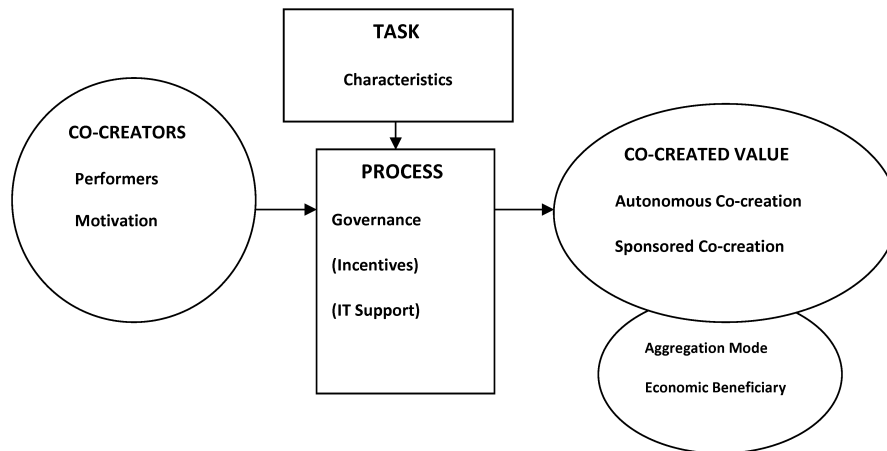 TASK
Characteristics
CO-CREATORS
Performers
Motivation
PROCESS
Governance
(Incentives)
(IT Support)
CO-CREATED VALUE
Autonomous Co-creation
Sponsored Co-creation
Aggregation Mode
Economic Beneficiary